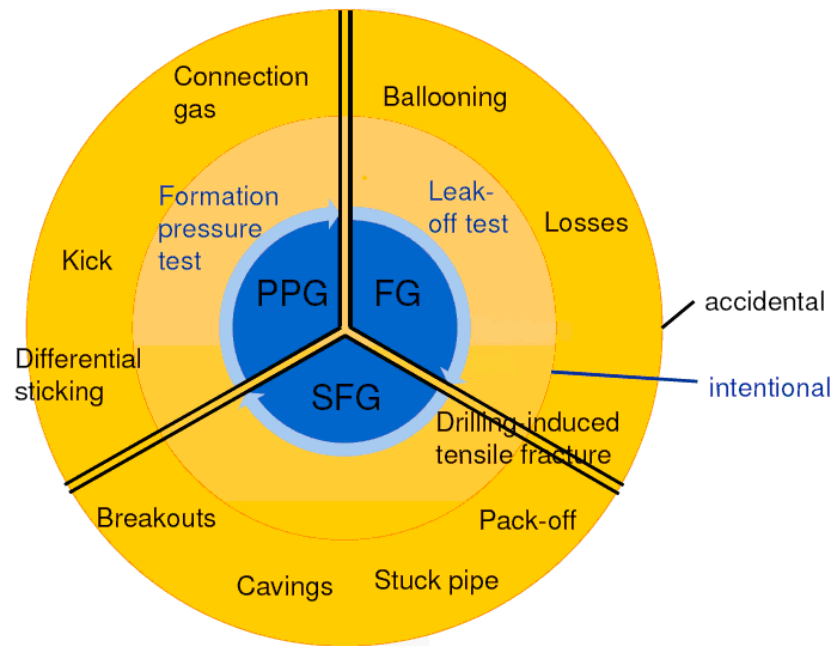 Connection
gas
Ballooning
Formation
pressure
test
Leak-
off test
Losses
Kick
PPG
FG
accidental
Differential
sticking
SFG
intentional
Drilling-induced
tensile fracture
Breakouts
Pack-off
Cavings
Stuck pipe